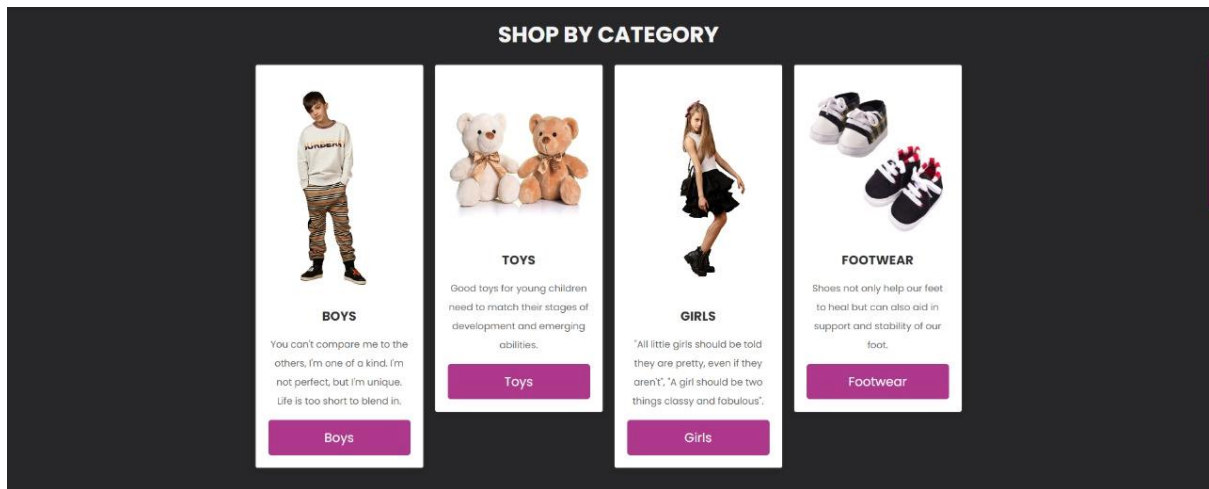 SHOP BY CATEGORY
BOYS
You can't compare me to the
others, I'm one of a kind. I'm
not perfect, but I'm unique.
Life is too short to blend in.
Boys
TOYS
Good toys for young children
need to match their stages of
development and emerging
abilities.
Toys
GIRLS
"All little girls should be told
they are pretty, even if they
aren't", "A girl should be two
things classy and fabulous".
Girls
FOOTWEAR
Shoes not only help our feet
to heal but can also aid in
support and stability of our
foot.
Footwear